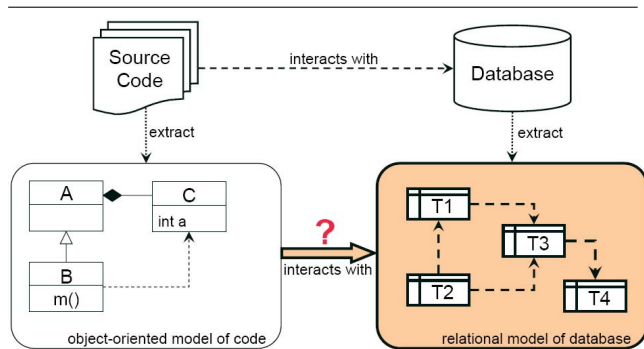 Source
Code
interacts with
Database
extract
extract
A
C
int a
B
m()
object-oriented model of code
?
interacts with
T1
T3
T2
T4
relational model of database